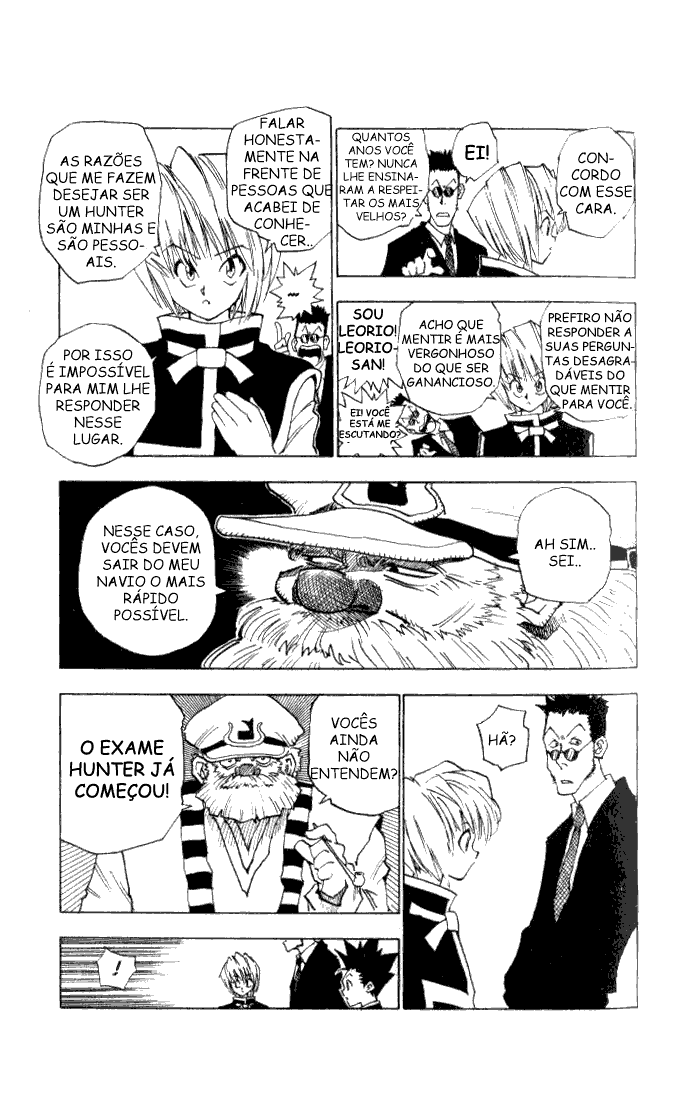 CON-
CORDO
COM ESSE
CARA.
EI!
QUANTOS
ANOS VOCÊ
TEM? NUNCA
LHE ENSINA-
RAM A RESPEI-
TAR OS MAIS
VELHOS?
PREFIRO NÃO
RESPONDER A
SUAS PERGUN-
TAS DESAGRA-
DÁVEIS DO
QUE MENTIR
PARA VOCÊ.
ACHO QUE
MENTIR É MAIS
VERGONHOSO
DO QUE SER
GANANCIOSO.
SOU
LEORIO!
LEORIO-
SAN!
EI! VOCÊ
ESTÁ ME
ESCUTANDO?
FALAR
HONESTA-
MENTE NA
FRENTE DE
PESSOAS QUE
ACABEI DE
CONHE-
CER..
AS RAZÕES
QUE ME FAZEM
DESEJAR SER
UM HUNTER
SÃO MINHAS E
SÃO PESSO-
AIS.
POR ISSO
É IMPOSSÍVEL
PARA MIM LHE
RESPONDER
NESSE
LUGAR.
AH SIM..
SEI..
NESSE CASO,
VOCÊS DEVEM
SAIR DO MEU
NAVIO O MAIS
RÁPIDO
POSSÍVEL.
HÃ?
VOCÊS
AINDA
NÃO
ENTENDEM?
O EXAME
HUNTER JÁ
COMEÇOU!
!